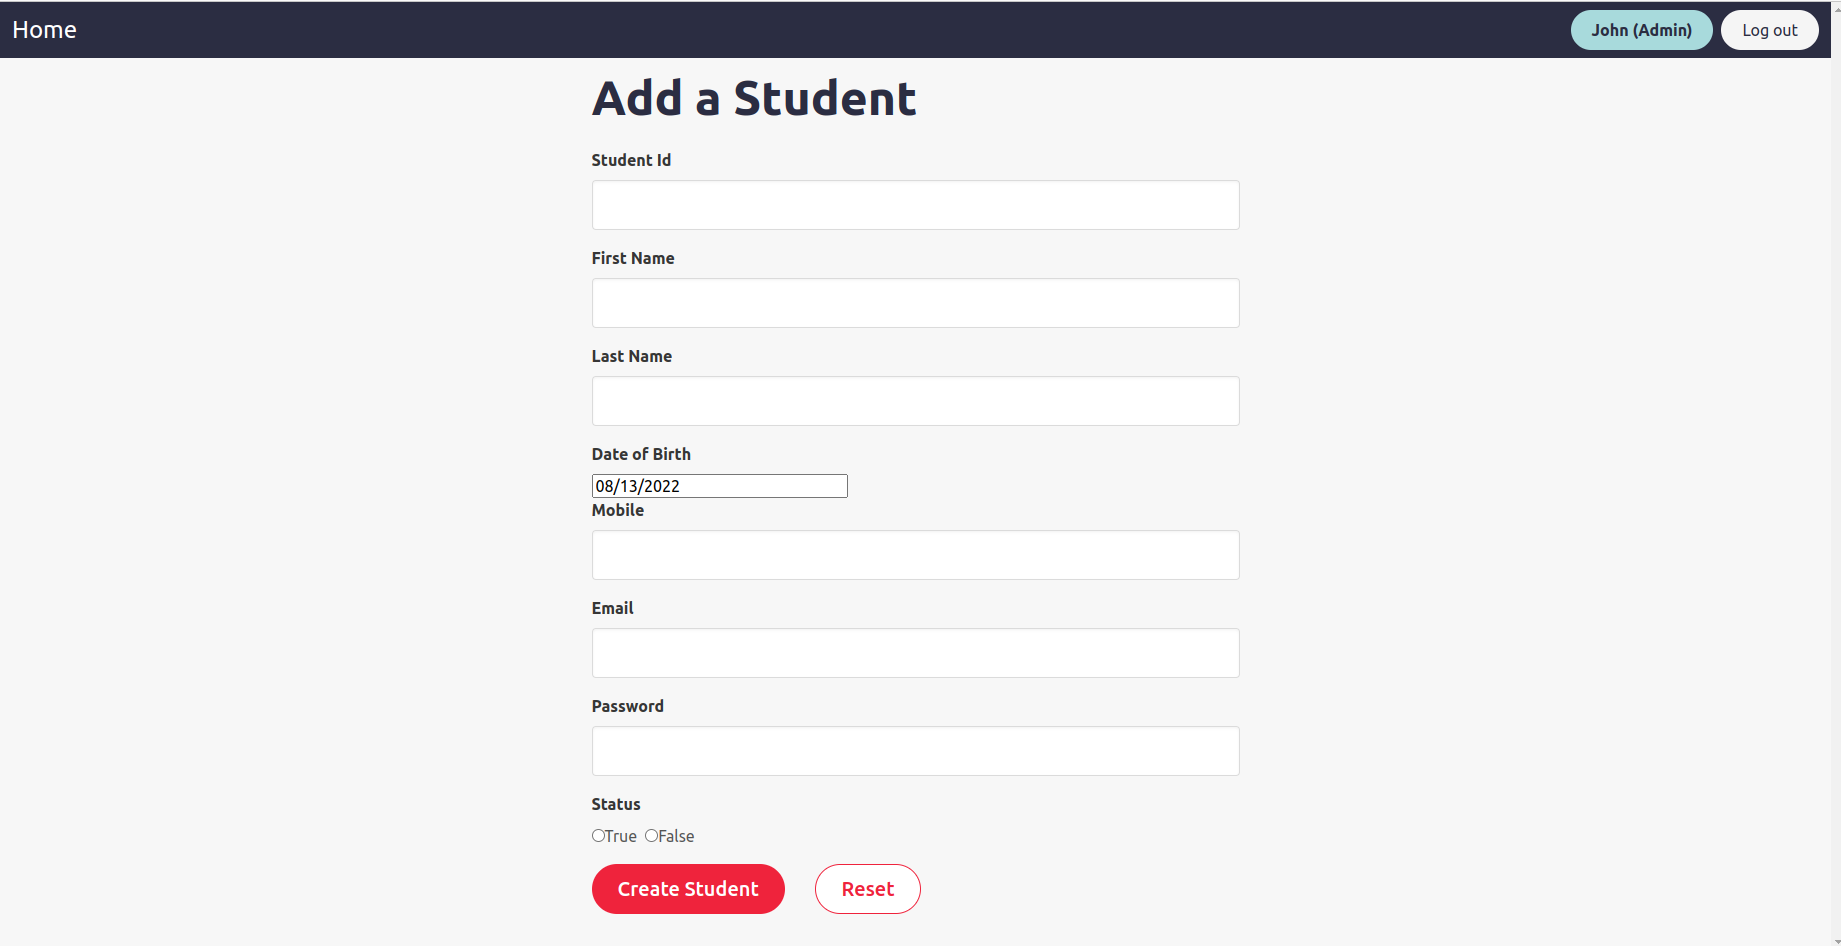 Home
John (Admin)
Log out
Add a Student
Student Id
First Name
Last Name
Date of Birth
08/13/2022
Mobile
Email
Password
Status
True False
Create Student
Reset